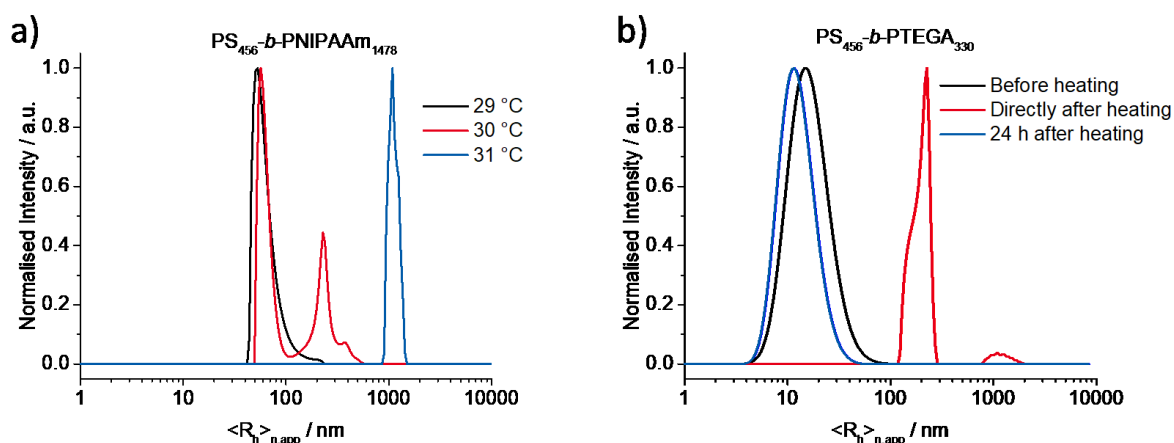 a)
PS456-b-PNIPAAm1478
Normalised Intensity / a.u.
1.0
0.8
0.6
0.4
0.2
0.0
29 °C
30 °C
31 °C
1
10
100
1000
10000
<Rh>n,app / nm
b)
PS456-b-PTEGA330
Normalised Intensity / a.u.
1.0
0.8
0.6
0.4
0.2
0.0
Before heating
Directly after heating
24 h after heating
1
10
100
1000
10000
<Rh>n,app / nm